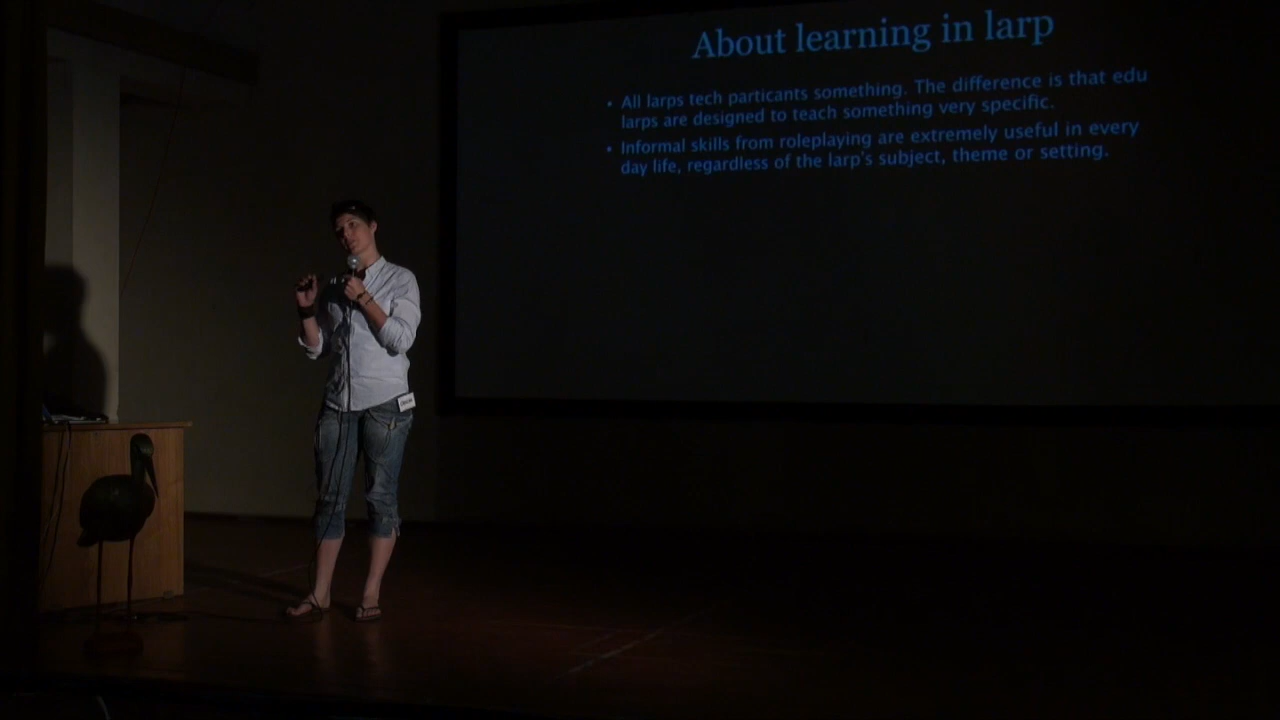 About learning in larp
• All larps tech particants something. The difference is that edu
larps are designed to teach something very specific.
• Informal skills from roleplaying are extremely useful in every
day life, regardless of the larp's subject, theme or setting.